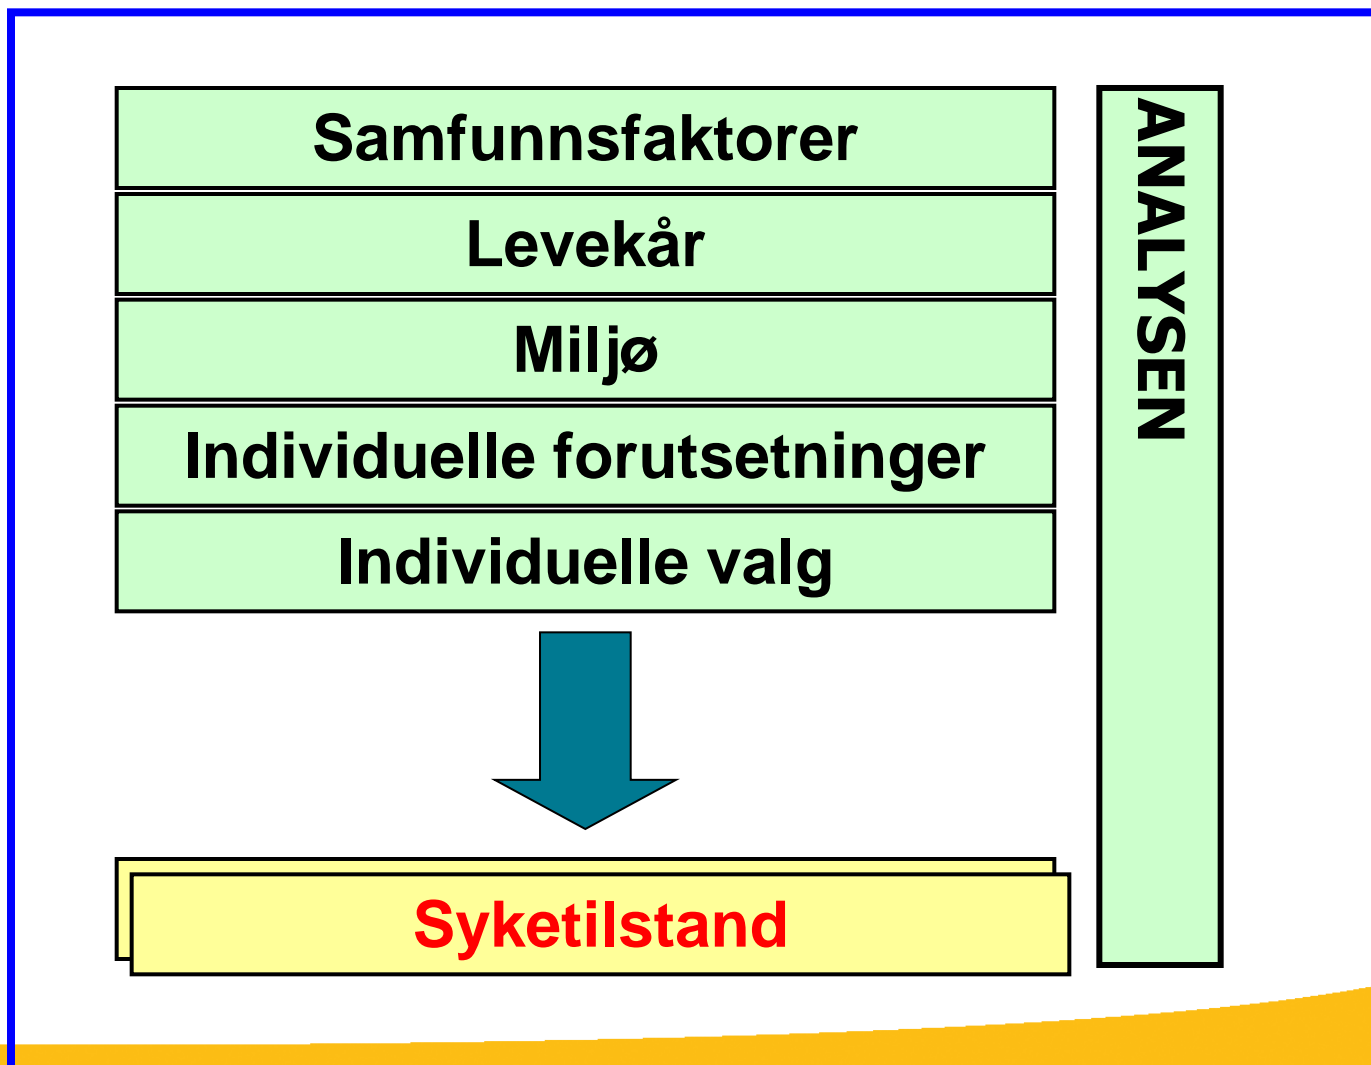 Samfunnsfaktorer
Levekår
Miljø
Individuelle forutsetninger
Individuelle valg
Syketilstand
ANALYSEN